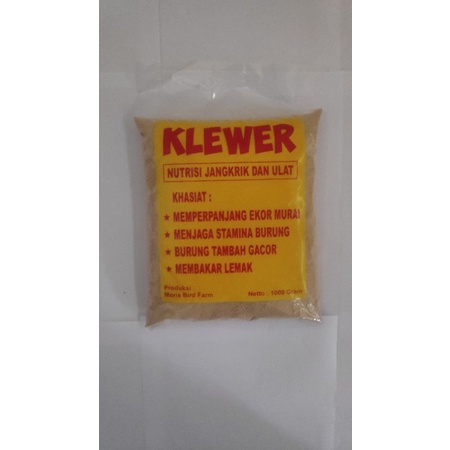 KLEWER
NUTRISI JANGKRIK DAN ULAT
KHASIAT :
★ MEMPERPANJANG EKOR MURAI
★ MENJAGA STAMINA BURUNG
★ BURUNG TAMBAH GACOR
★ MEMBAKAR LEMAK
Produksi
Bird Farm
Netto :